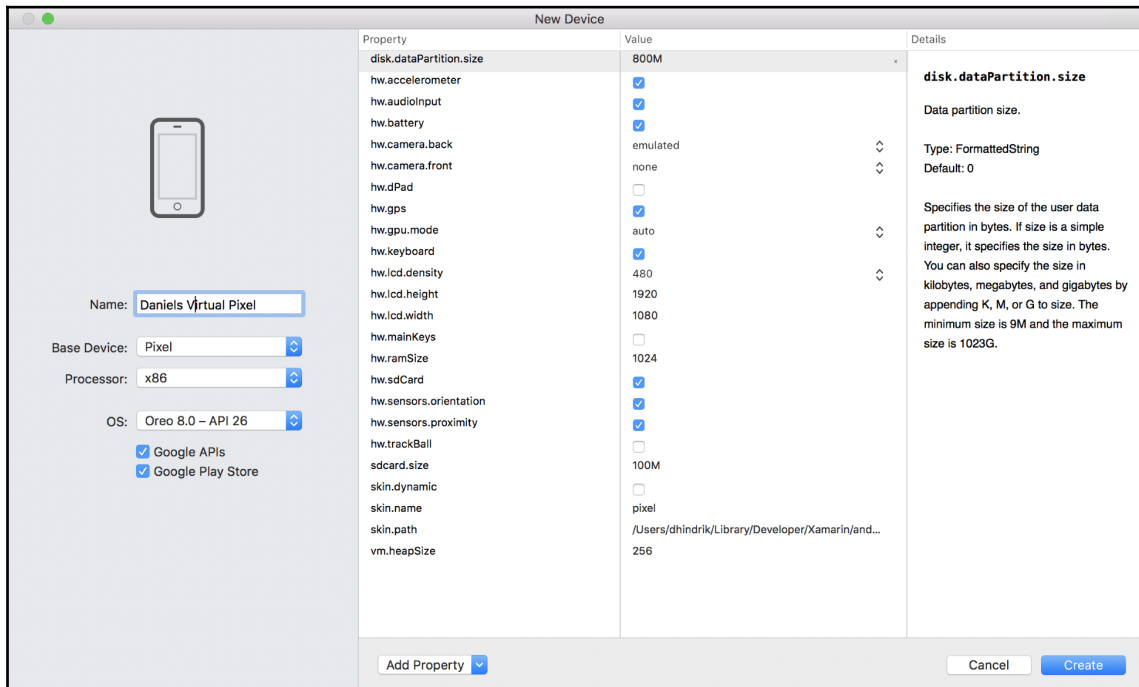 New Device
Name: Daniels Virtual Pixel
Base Device: Pixel
Processor: x86
OS: Oreo 8.0 – API 26
Google APIs
Google Play Store
Property Value Details
disk.dataPartition.size 800M
hw.accelerometer
hw.audioInput
hw.battery
hw.camera.back emulated
hw.camera.front none
hw.dPad
hw.gps
hw.gpu.mode auto
hw.keyboard
hw.lcd.density 480
hw.lcd.height 1920
hw.lcd.width 1080
hw.mainKeys
hw.ramSize 1024
hw.sdCard
hw.sensors.orientation
hw.sensors.proximity
hw.trackBall
sdcard.size 100M
skin.dynamic
skin.name pixel
skin.path /Users/dhindrik/Library/Developer/Xamarin/and...
vm.heapSize 256
disk.dataPartition.size
Data partition size.
Type: FormattedString
Default: 0
Specifies the size of the user data
partition in bytes. If size is a simple
integer, it specifies the size in bytes.
You can also specify the size in
kilobytes, megabytes, and gigabytes by
appending K, M, or G to size. The
minimum size is 9M and the maximum
size is 1023G.
Add Property
Cancel
Create